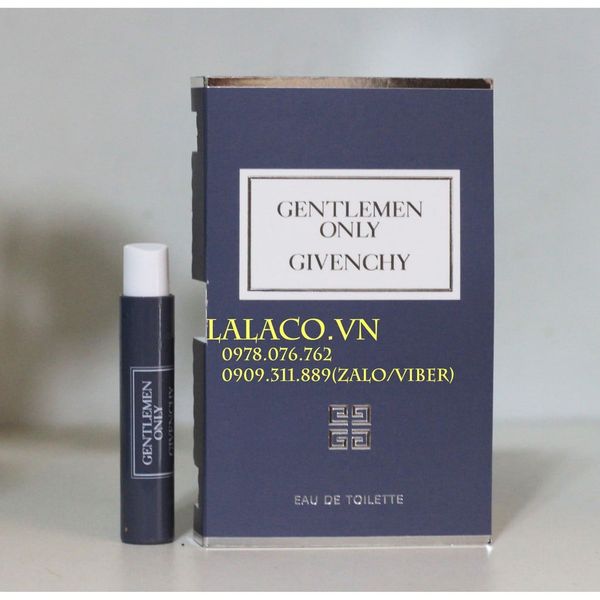 GENTLEMEN
ONLY
GIVENCHY
LALACO.VN
0978.076.762
0909.311.889(ZALO/VIBER)
EAU DE TOILETTE
GENTLEMEN
ONLY
GIVENCHY